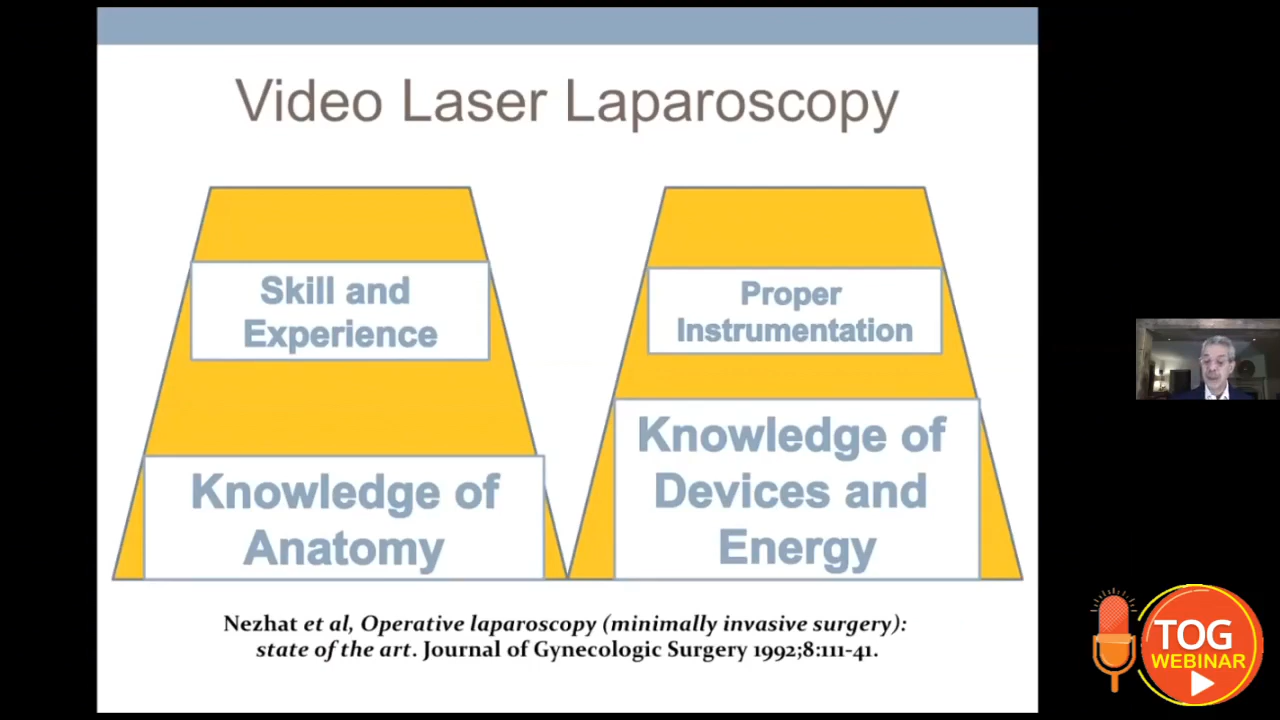 Video Laser Laparoscopy
Skill and
Experience
Knowledge of
Anatomy
Proper
Instrumentation
Knowledge of
Devices and
Energy
Nezhat et al, Operative laparoscopy (minimally invasive surgery):
state of the art. Journal of Gynecologic Surgery 1992;8:111-41.
TOG
WEBINAR